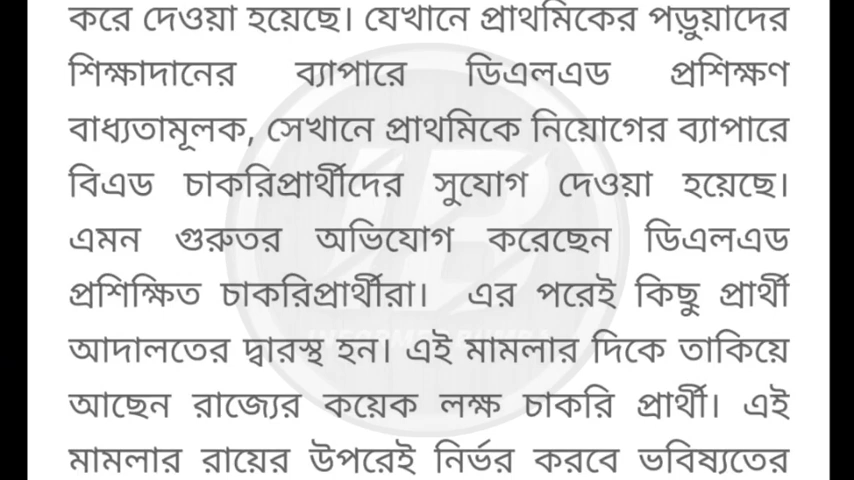 করে দেওয়া হয়েছে। যেখানে প্রাথমিকের পড়ুয়াদের
শিক্ষাদানের ব্যাপারে ডিএলএড প্রশিক্ষণ
বাধ্যতামূলক, সেখানে প্রাথমিকে নিয়োগের ব্যাপারে
বিএড চাকরিপ্রার্থীদের সুযোগ দেওয়া হয়েছে।
এমন গুরুতর অভিযোগ করেছেন ডিএলএড
প্রশিক্ষিত চাকরিপ্রার্থীরা। এর পরেই কিছু প্রার্থী
আদালতের দ্বারস্থ হন। এই মামলার দিকে তাকিয়ে
আছেন রাজ্যের কয়েক লক্ষ চাকরি প্রার্থী। এই
মামলার রায়ের উপরেই নির্ভর করবে ভবিষ্যতের